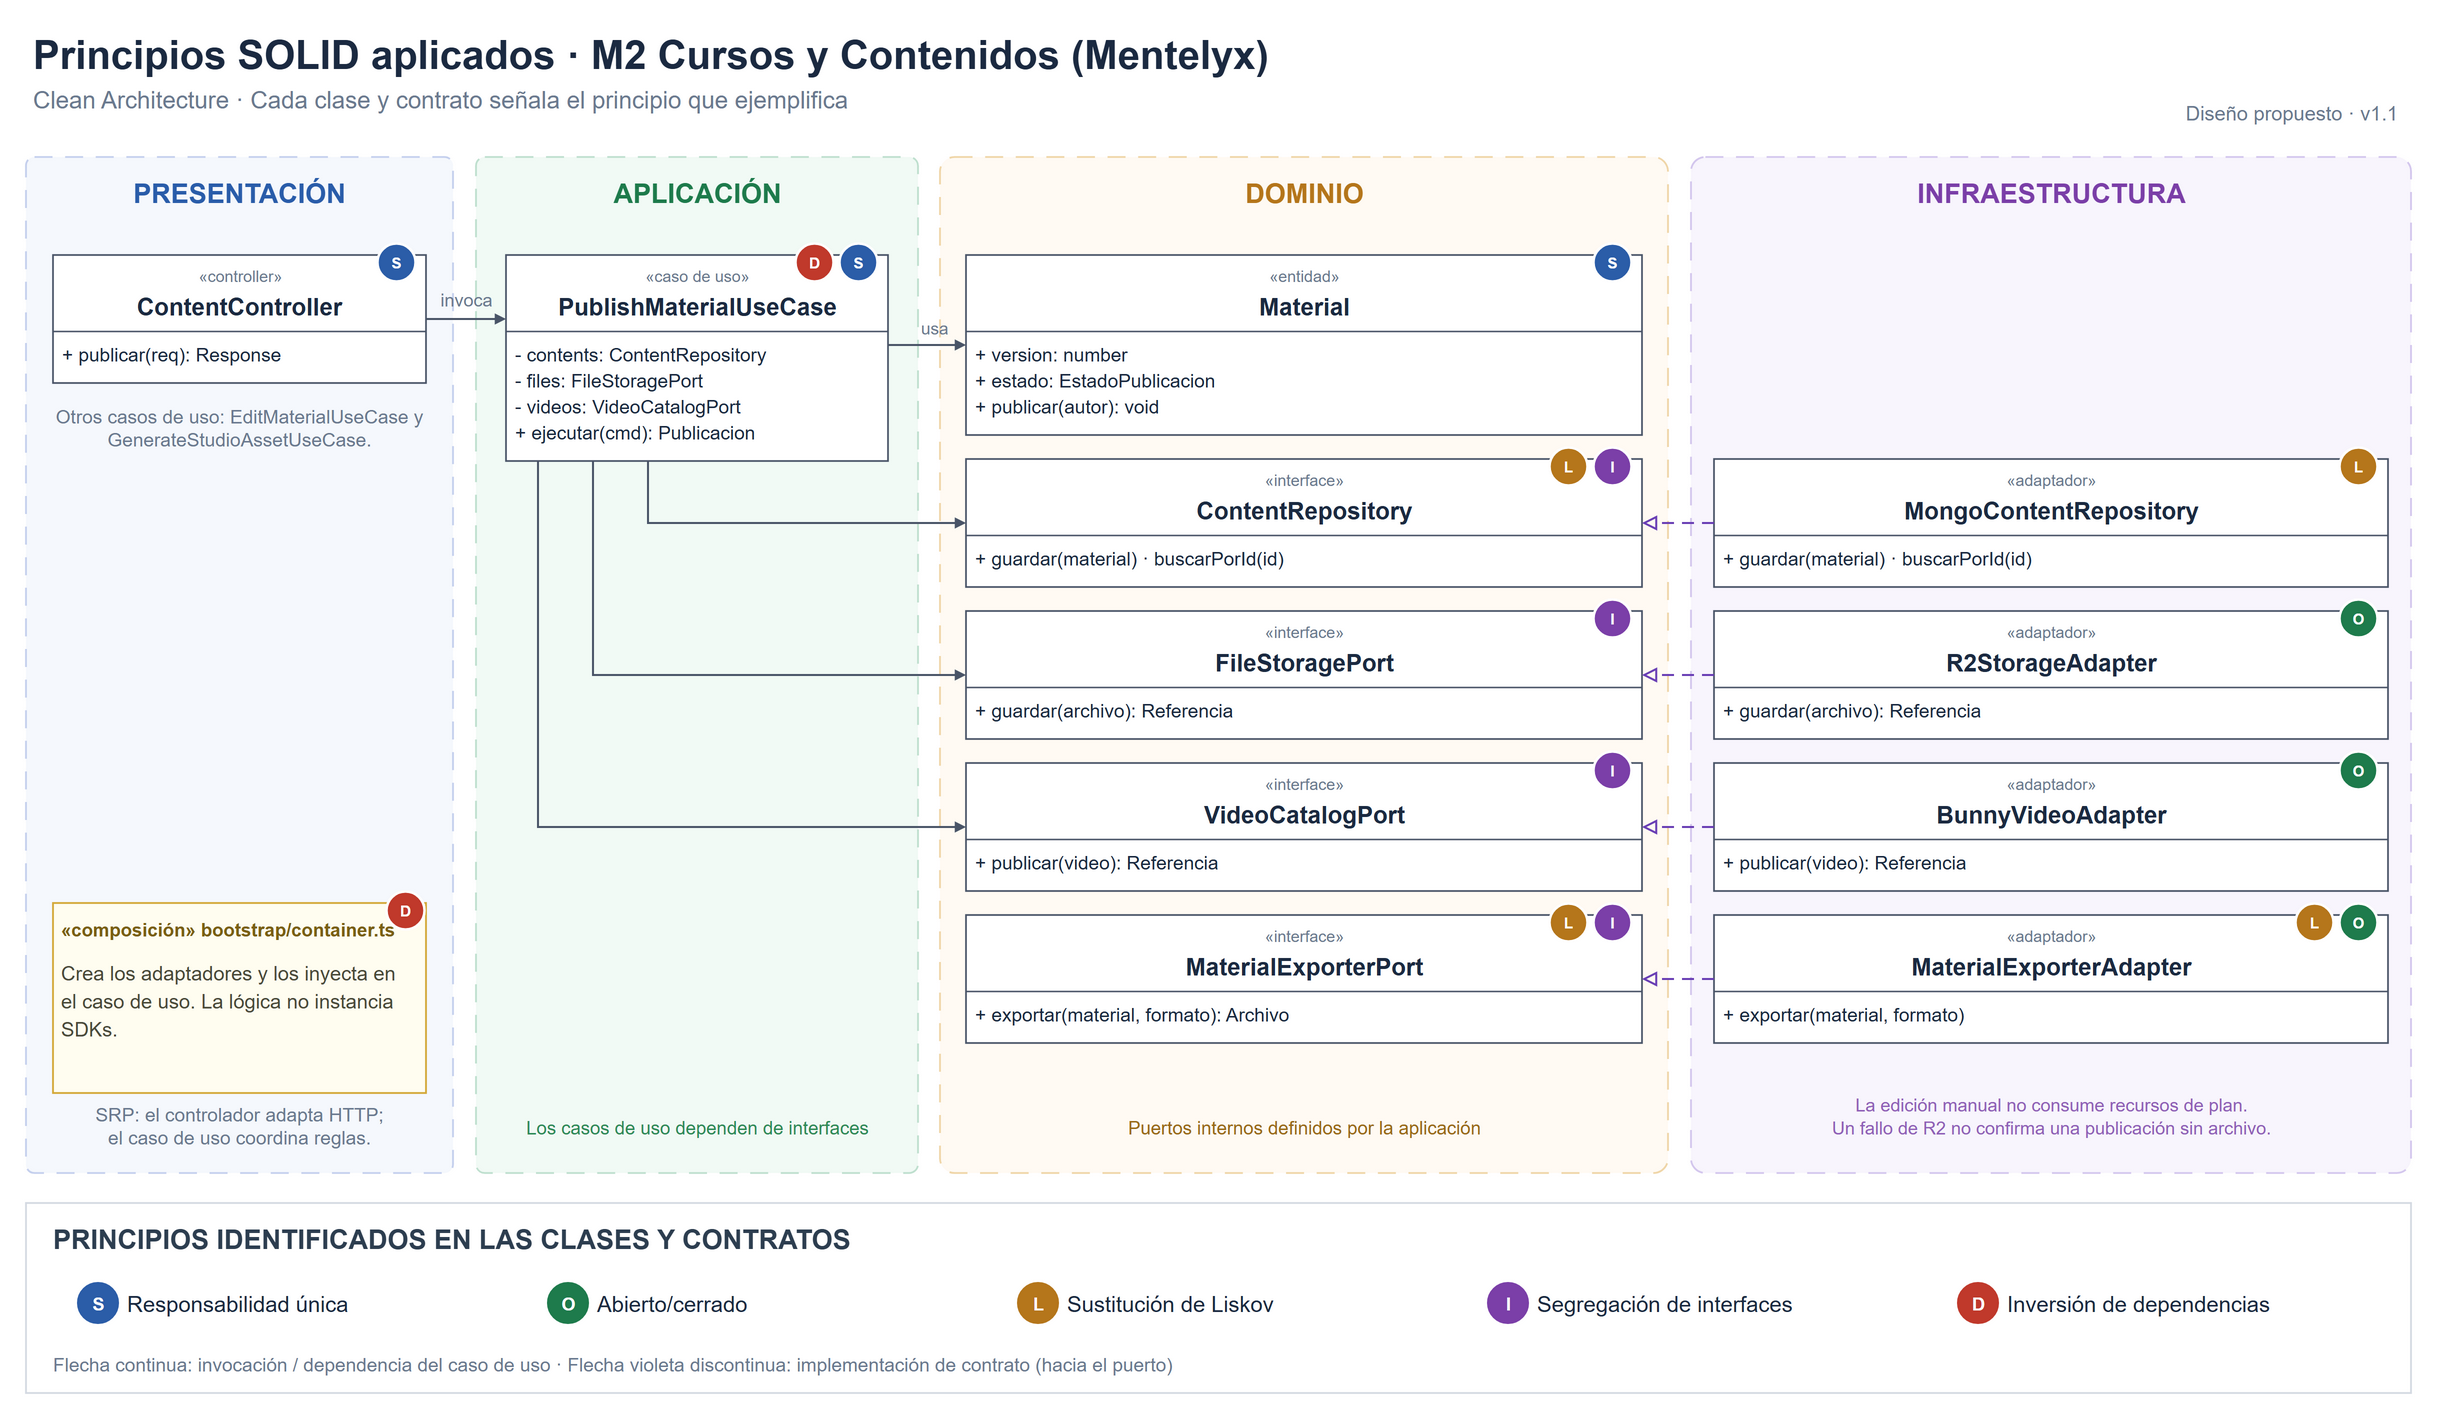 Principios SOLID aplicados · M2 Cursos y Contenidos (Mentelyx)
Clean Architecture · Cada clase y contrato señala el principio que ejemplifica
Diseño propuesto · v1.1
PRESENTACIÓN
S
«controller»
ContentController
+ publicar(req): Response
Otros casos de uso: EditMaterialUseCase y
GenerateStudioAssetUseCase.
D
«composición» bootstrap/container.ts
Crea los adaptadores y los inyecta en
el caso de uso. La lógica no instancia
SDKs.
SRP: el controlador adapta HTTP;
el caso de uso coordina reglas.
invoca
APLICACIÓN
D S
«caso de uso»
PublishMaterialUseCase
- contents: ContentRepository
- files: FileStoragePort
- videos: VideoCatalogPort
+ ejecutar(cmd): Publicacion
Los casos de uso dependen de interfaces
usa
DOMINIO
S
«entidad»
Material
+ version: number
+ estado: EstadoPublicacion
+ publicar(autor): void
L I
«interface»
ContentRepository
+ guardar(material) · buscarPorId(id)
I
«interface»
FileStoragePort
+ guardar(archivo): Referencia
I
«interface»
VideoCatalogPort
+ publicar(video): Referencia
L I
«interface»
MaterialExporterPort
+ exportar(material, formato): Archivo
Puertos internos definidos por la aplicación
INFRAESTRUCTURA
L
«adaptador»
MongoContentRepository
+ guardar(material) · buscarPorId(id)
O
«adaptador»
R2StorageAdapter
+ guardar(archivo): Referencia
O
«adaptador»
BunnyVideoAdapter
+ publicar(video): Referencia
L O
«adaptador»
MaterialExporterAdapter
+ exportar(material, formato)
La edición manual no consume recursos de plan.
Un fallo de R2 no confirma una publicación sin archivo.
PRINCIPIOS IDENTIFICADOS EN LAS CLASES Y CONTRATOS
S Responsabilidad única
O Abierto/cerrado
L Sustitución de Liskov
I Segregación de interfaces
D Inversión de dependencias
Flecha continua: invocación / dependencia del caso de uso · Flecha violeta discontinua: implementación de contrato (hacia el puerto)